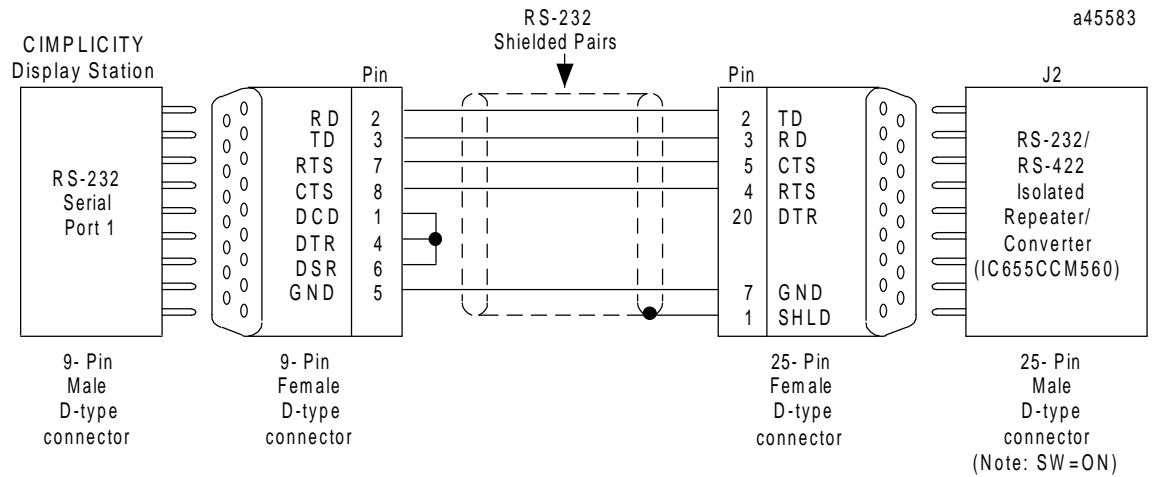 a45583
RS-232
Shielded Pairs
CIMPLICITY
Display Station
Pin
Pin
J2
RS-232
Serial
Port 1
RD 2
TD 3
RTS 7
CTS 8
DCD 1
DTR 4
DSR 6
GND 5
2 TD
3 RD
5 CTS
4 RTS
20 DTR
7 GND
1 SHLD
RS-232/
RS-422
Isolated
Repeater/
Converter
(IC655CCM560)
9- Pin
Male
D-type
connector
9- Pin
Female
D-type
connector
25- Pin
Female
D-type
connector
25- Pin
Male
D-type
connector
(Note: SW=ON)